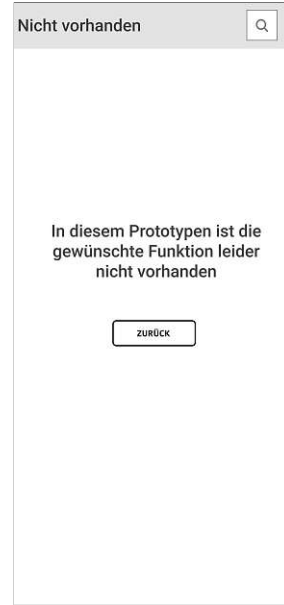 Nicht vorhanden
In diesem Prototypen ist die
gewünschte Funktion leider
nicht vorhanden
ZURÜCK